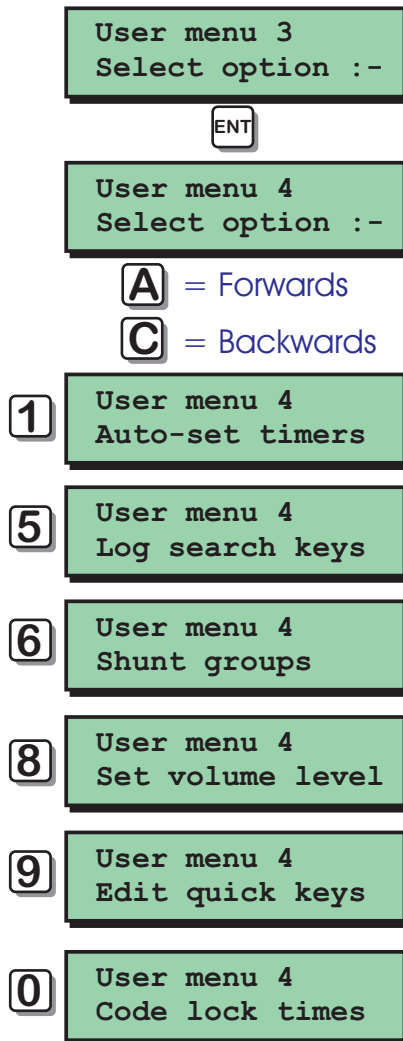 User menu 3
Select option :-
ENT
User menu 4
Select option :-
A = Forwards
C = Backwards
1 User menu 4
Auto-set timers
5 User menu 4
Log search keys
6 User menu 4
Shunt groups
8 User menu 4
Set volume level
9 User menu 4
Edit quick keys
0 User menu 4
Code lock times